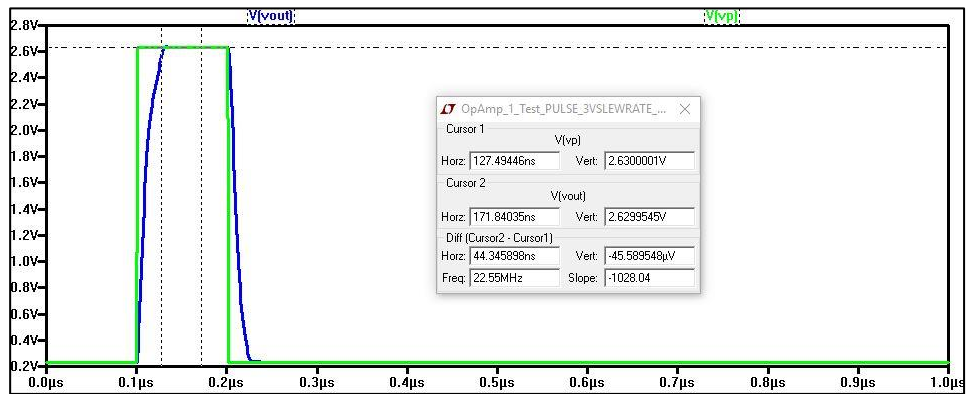 V(vout) V(vp)
2.8V
2.6V
2.4V
2.2V
2.0V
1.8V
1.6V
1.4V
1.2V
1.0V
0.8V
0.6V
0.4V
0.2V
0.0µs 0.1µs 0.2µs 0.3µs 0.4µs 0.5µs 0.6µs 0.7µs 0.8µs 0.9µs 1.0µs
OpAmp_1_Test_PULSE_3VSLEWRATE_...
Cursor 1
V(vp)
Horz: 127.49446ns Vert: 2.6300001V
Cursor 2
V(vout)
Horz: 171.84035ns Vert: 2.6299545V
Diff (Cursor2 - Cursor1)
Horz: 44.345898ns Vert: -45.589548µV
Freq: 22.55MHz Slope: -1028.04